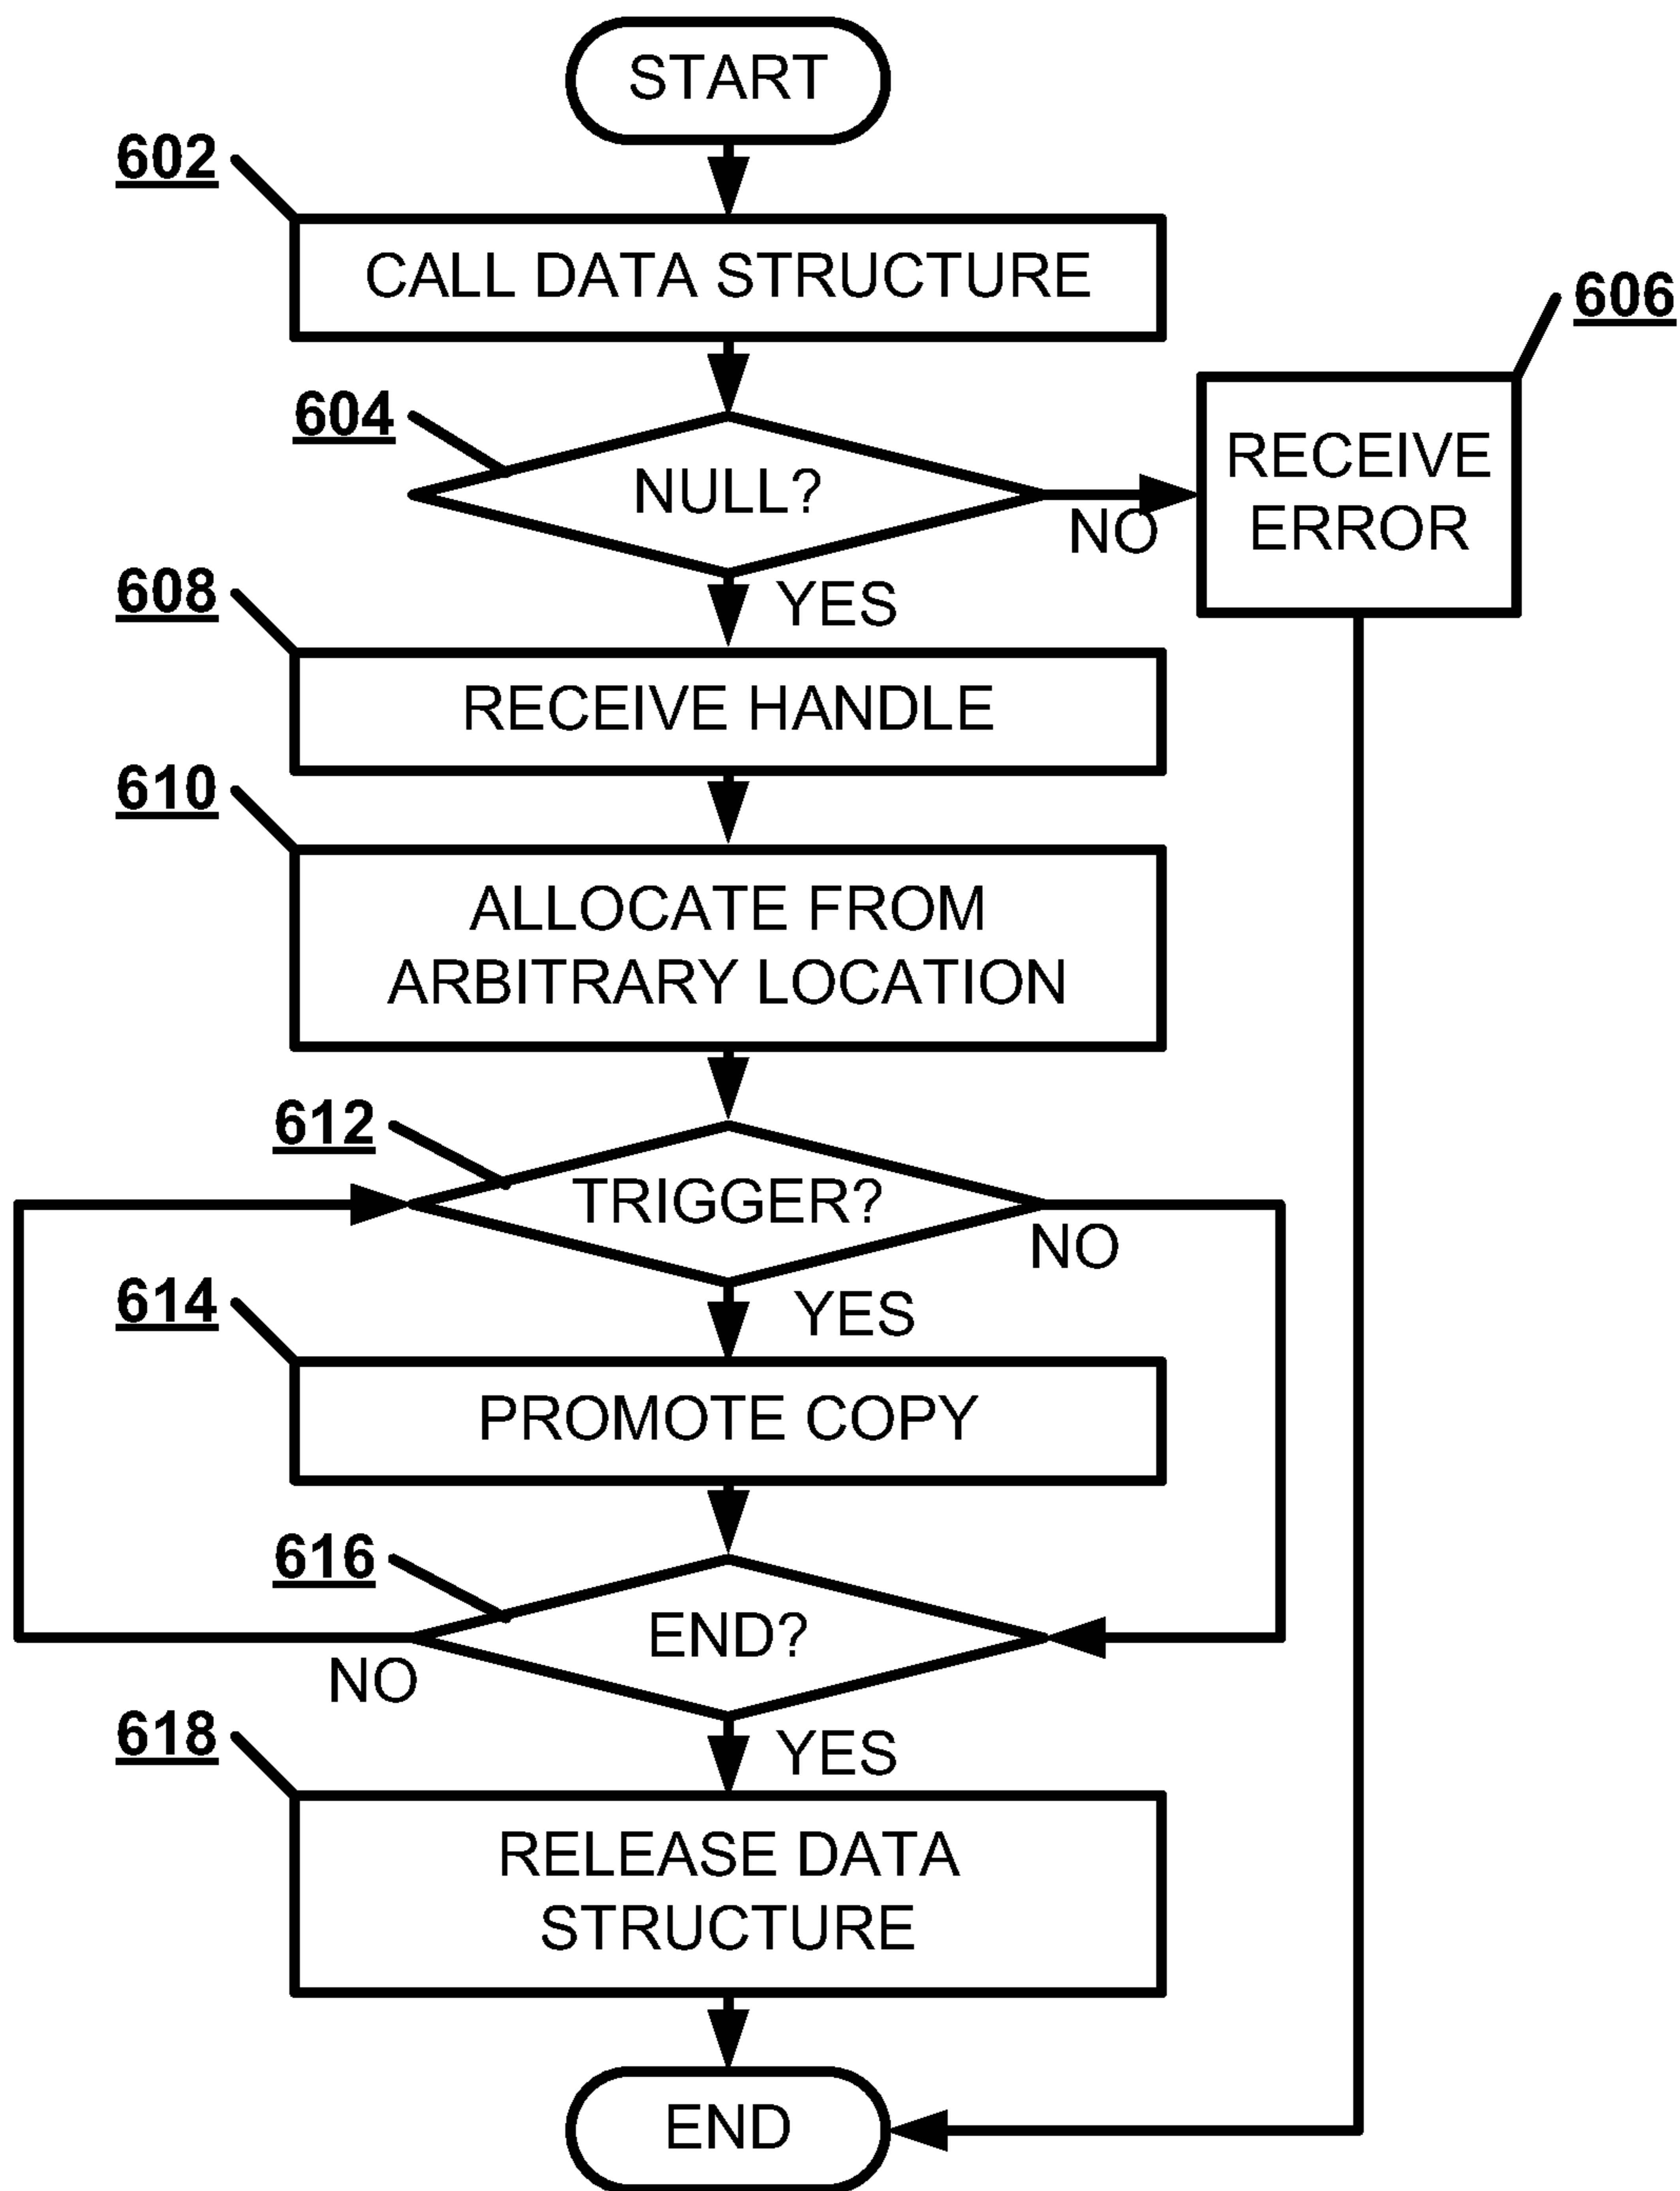 START
602
CALL DATA STRUCTURE
606
604
NULL?
RECEIVE
ERROR
NO
608
YES
RECEIVE HANDLE
610
ALLOCATE FROM
ARBITRARY LOCATION
612
TRIGGER?
NO
614
YES
PROMOTE COPY
616
END?
NO
618
YES
RELEASE DATA
STRUCTURE
END